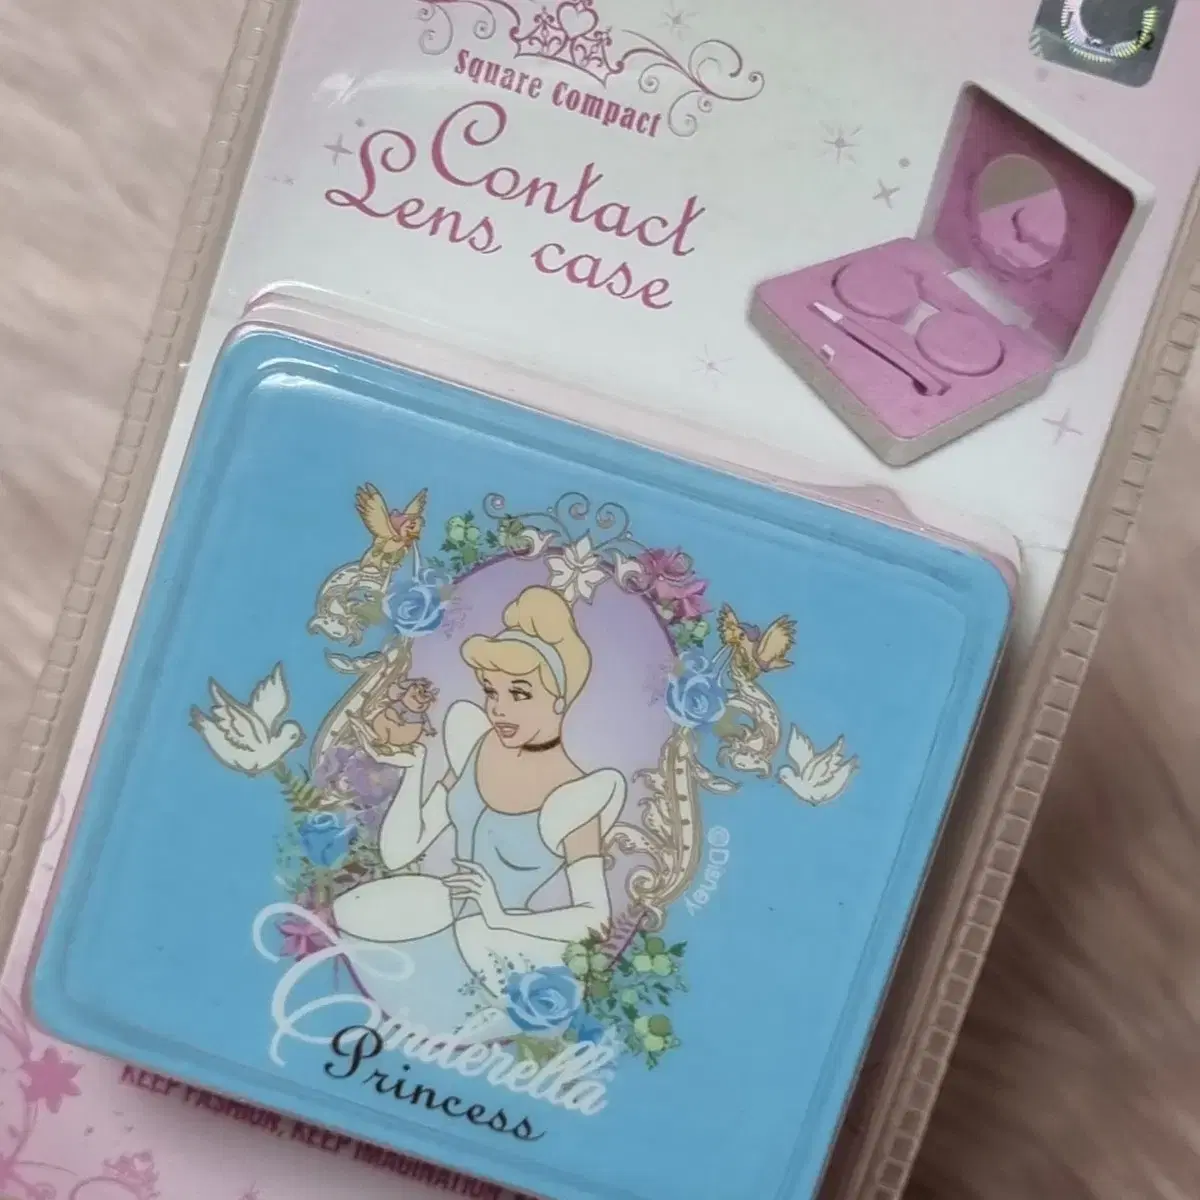 Square Compact
Contact
Lens case
©Disney
Cinderella
Princess
KEEP FASHION, KEEP IMAGINATION